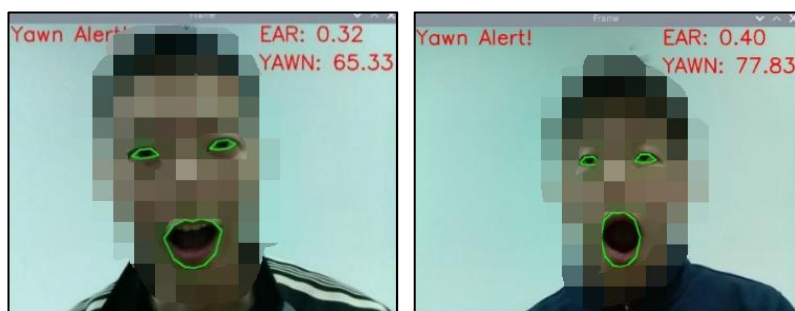 Frame
Yawn Alert!
EAR: 0.32
YAWN: 65.33
Frame
Yawn Alert!
EAR: 0.40
YAWN: 77.83